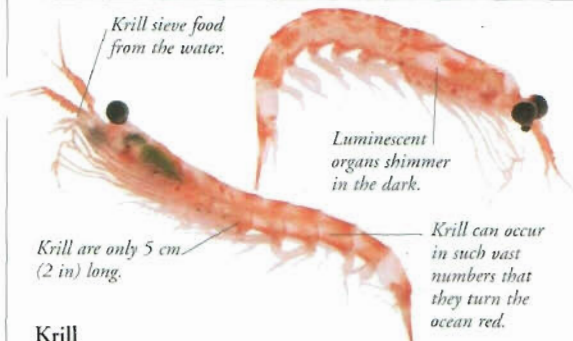 Krill sieve food
from the water.
Luminescent
organs shimmer
in the dark.
Krill are only 5 cm
(2 in) long.
Krill can occur
in such vast
numbers that
they turn the
ocean red.
Krill